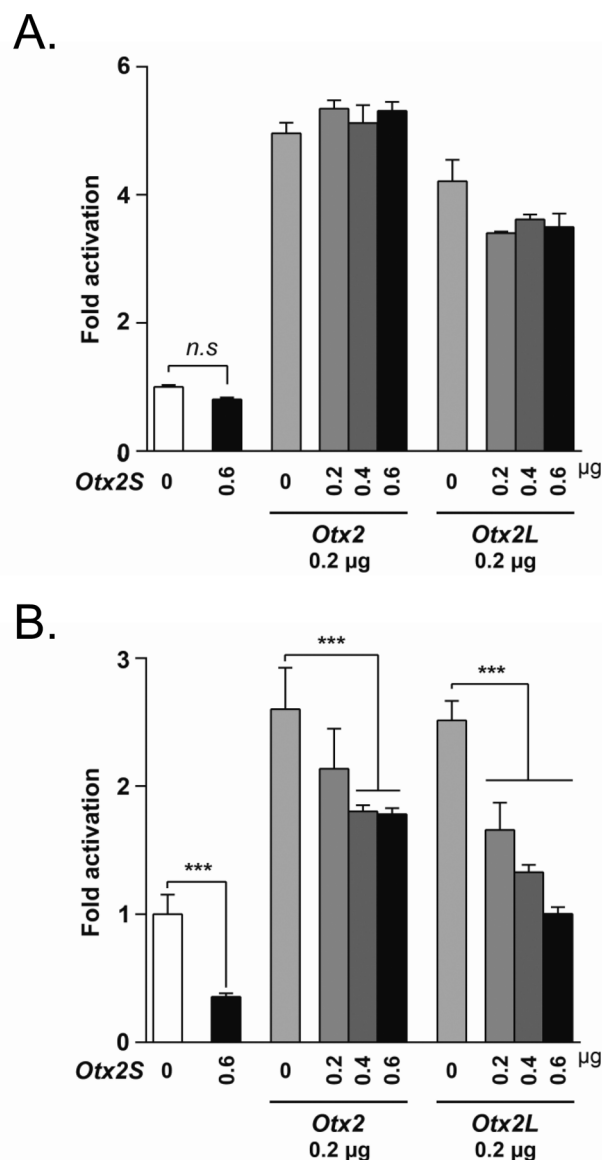 A.
6
4
2
0
Fold activation
n.s
Otx2S 0 0.6 0 0.2 0.4 0.6 0 0.2 0.4 0.6 µg
Otx2 Otx2L
0.2 µg 0.2 µg
B.
3
2
1
0
Fold activation
*** *** ***
Otx2S 0 0.6 0 0.2 0.4 0.6 0 0.2 0.4 0.6 µg
Otx2 Otx2L
0.2 µg 0.2 µg